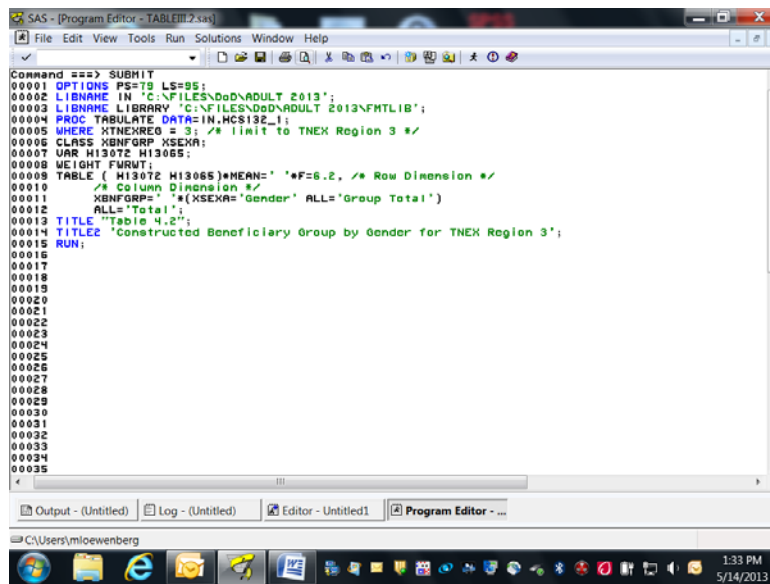 SAS - [Program Editor - TABLEIII.2.sas]
File Edit View Tools Run Solutions Window Help
Command ===> SUBMIT
00001 OPTIONS PS=79 LS=95;
00002 LIBNAME IN 'C:\FILES\DoD\ADULT 2013';
00003 LIBNAME LIBRARY 'C:\FILES\DoD\ADULT 2013\FMTLIB';
00004 PROC TABULATE DATA=IN.HCS132_1;
00005 WHERE XTNEXREG = 3; /* limit to TNEX Region 3 */
00006 CLASS XBNFGRP XSEXA;
00007 VAR H13072 H13065;
00008 WEIGHT FWRWT;
00009 TABLE ( H13072 H13065)*MEAN=' '*F=6.2, /* Row Dimension */
00010 /* Column Dimension */
00011 XBNFGRP=' '*(XSEXA='Gender' ALL='Group Total')
00012 ALL='Total';
00013 TITLE "Table 4.2";
00014 TITLE2 'Constructed Beneficiary Group by Gender for TNEX Region 3';
00015 RUN;
00016
00017
00018
00019
00020
00021
00022
00023
00024
00025
00026
00027
00028
00029
00030
00031
00032
00033
00034
00035
Output - (Untitled) Log - (Untitled) Editor - Untitled1 Program Editor - ...
C:\Users\mloewenberg
1:33 PM
5/14/2013